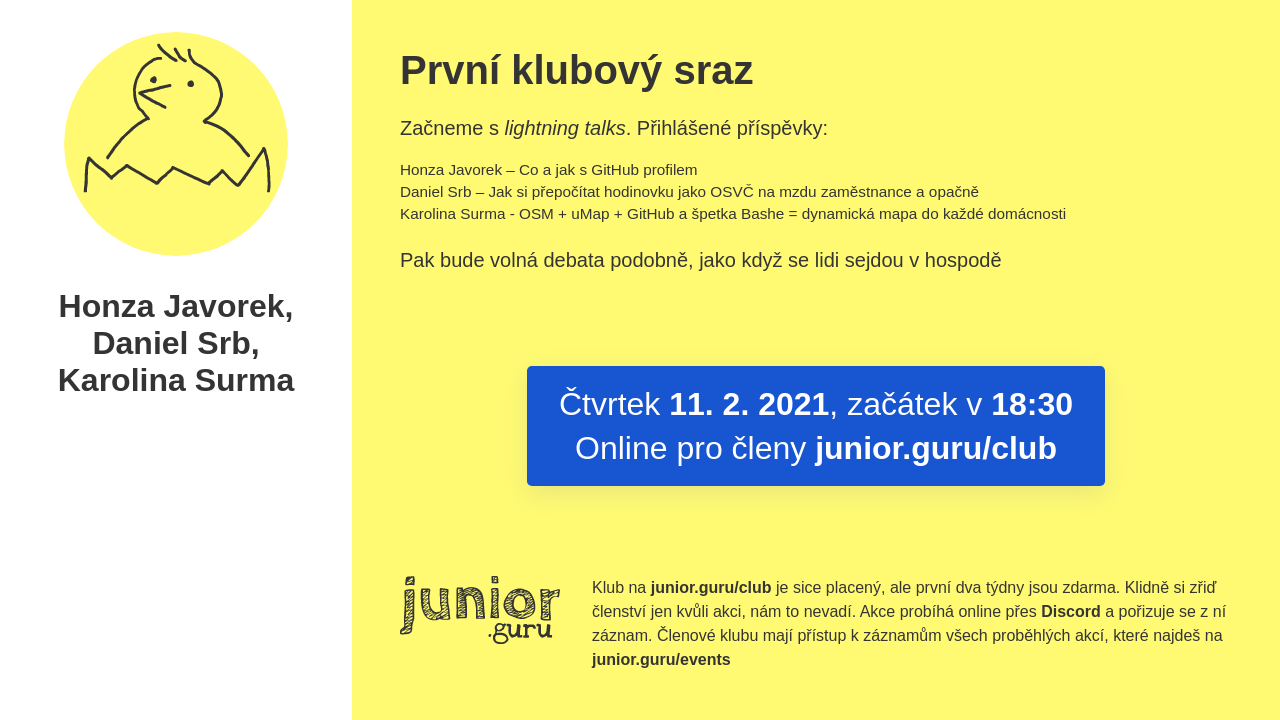 Honza Javorek,
Daniel Srb,
Karolina Surma
První klubový sraz
Začneme s lightning talks. Přihlášené příspěvky:
Honza Javorek – Co a jak s GitHub profilem
Daniel Srb – Jak si přepočítat hodinovku jako OSVČ na mzdu zaměstnance a opačně
Karolina Surma - OSM + uMap + GitHub a špetka Bashe = dynamická mapa do každé domácnosti
Pak bude volná debata podobně, jako když se lidi sejdou v hospodě
Čtvrtek 11. 2. 2021, začátek v 18:30
Online pro členy junior.guru/club
junior
.guru
Klub na junior.guru/club je sice placený, ale první dva týdny jsou zdarma. Klidně si zřiď
členství jen kvůli akci, nám to nevadí. Akce probíhá online přes Discord a pořizuje se z ní
záznam. Členové klubu mají přístup k záznamům všech proběhlých akcí, které najdeš na
junior.guru/events